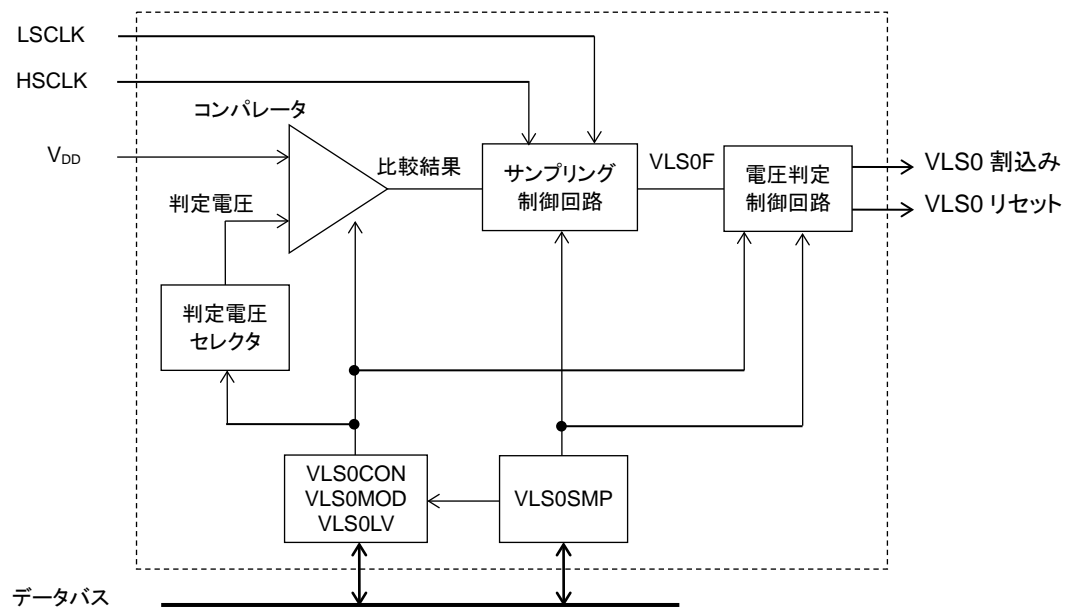 LSCLK
HSCLK
コンパレータ
VDD
比較結果
サンプリング
制御回路
VLS0F
電圧判定
制御回路
VLS0 割込み
VLS0 リセット
判定電圧
判定電圧
セレクタ
VLS0CON
VLS0MOD
VLS0LV
VLS0SMP
データバス